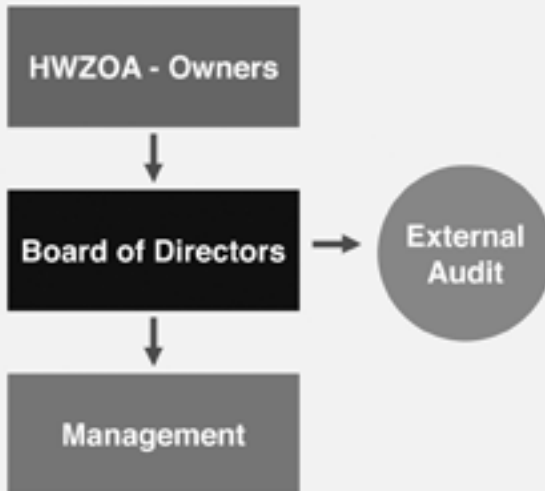 HWZOA - Owners
Board of Directors
External
Audit
Management